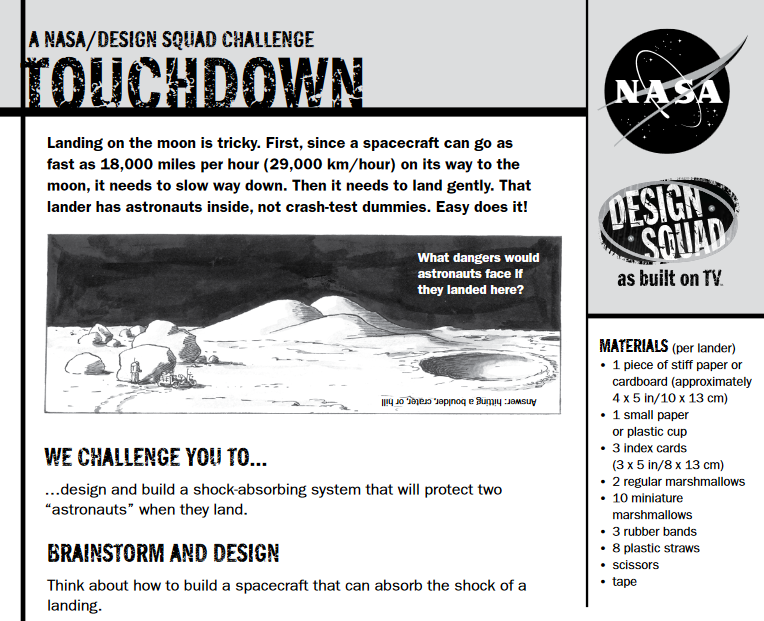 A NASA/DESIGN SQUAD CHALLENGE
TOUCHDOWN
Landing on the moon is tricky. First, since a spacecraft can go as
fast as 18,000 miles per hour (29,000 km/hour) on its way to the
moon, it needs to slow way down. Then it needs to land gently. That
lander has astronauts inside, not crash-test dummies. Easy does it!
What dangers would
astronauts face if
they landed here?
Answer: hitting a boulder, crater, or hill
WE CHALLENGE YOU TO...
...design and build a shock-absorbing system that will protect two
“astronauts” when they land.
BRAINSTORM AND DESIGN
Think about how to build a spacecraft that can absorb the shock of a
landing.
NASA
DESIGN
SQUAD
as built on TV™
MATERIALS (per lander)
• 1 piece of stiff paper or
cardboard (approximately
4 x 5 in/10 x 13 cm)
• 1 small paper
or plastic cup
• 3 index cards
(3 x 5 in/8 x 13 cm)
• 2 regular marshmallows
• 10 miniature
marshmallows
• 3 rubber bands
• 8 plastic straws
• scissors
• tape